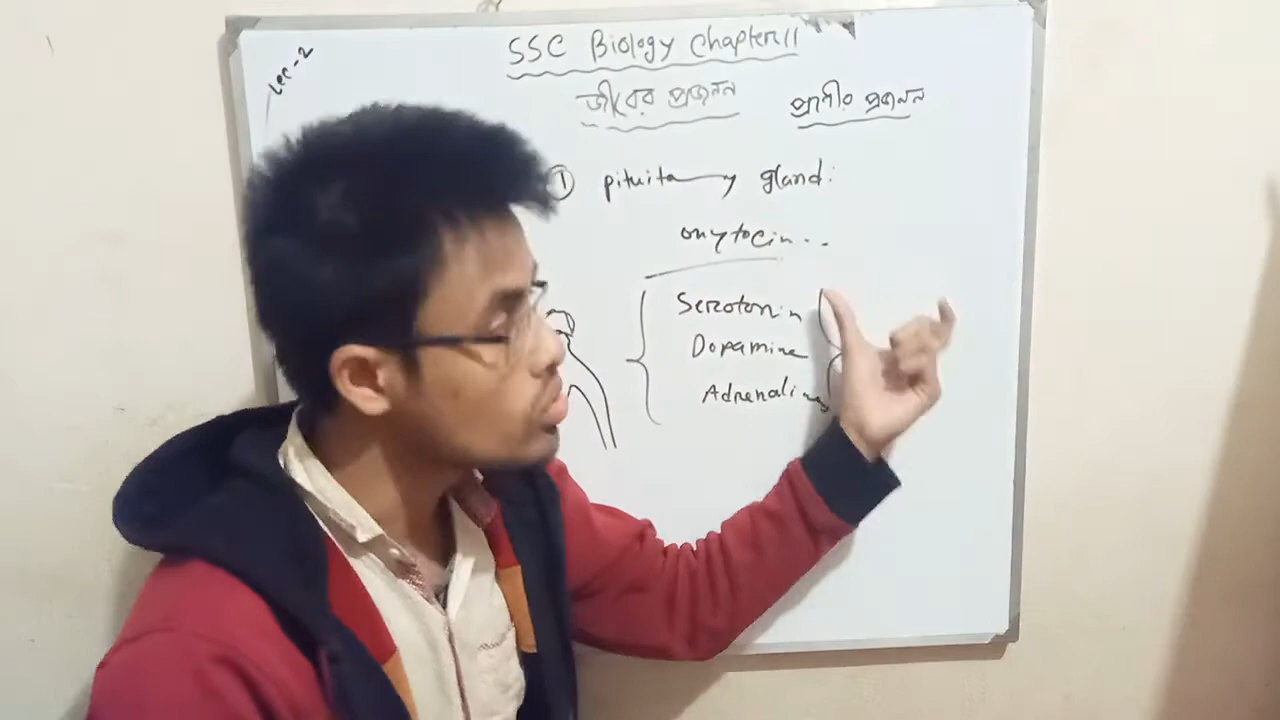 Lec-2
SSC Biology Chapter 11
জীবের প্রজনন
প্রাণীর প্রজনন
① pituitary gland:
oxytocin...
Serotonin
Dopamine
Adrenaline